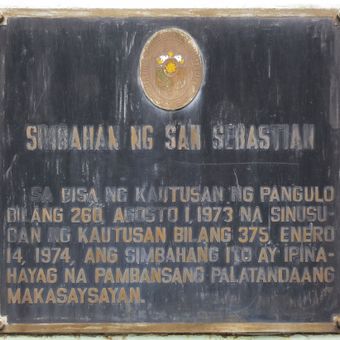 SIMBAHAN NG SAN SEBASTIAN
SA BISA NG KAUTUSAN NG PANGULO
BILANG 260, AGOSTO 1, 1973 NA SINUSU-
GAN NG KAUTUSAN BILANG 375, ENERO
14, 1974, ANG SIMBAHANG ITO AY IPINA-
HAYAG NA PAMBANSANG PALATANDAANG
MAKASAYSAYAN.